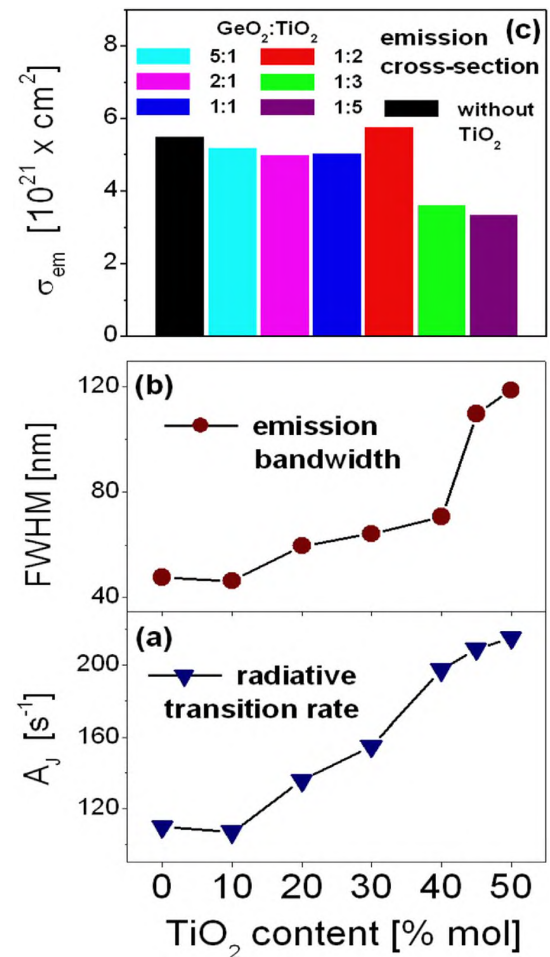 GeO2:TiO2 emission (c)
5:1 1:2 cross-section
2:1 1:3
1:1 1:5 without TiO2
8
6
4
2
0
σem [10^21 x cm^2]
(b)
emission bandwidth
120
80
40
FWHM [nm]
(a)
radiative transition rate
200
160
120
AJ [s^-1]
0 10 20 30 40 50
TiO2 content [% mol]